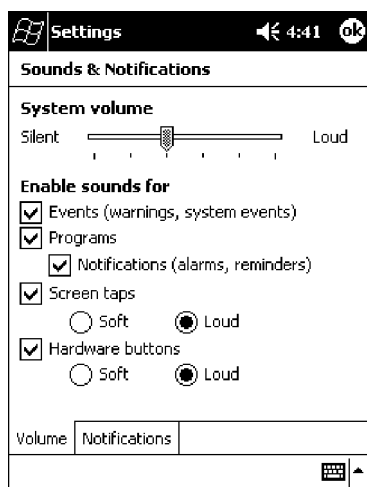 Settings 4:41 ok
Sounds & Notifications
System volume
Silent Loud
Enable sounds for
Events (warnings, system events)
Programs
Notifications (alarms, reminders)
Screen taps
Soft Loud
Hardware buttons
Soft Loud
Volume Notifications